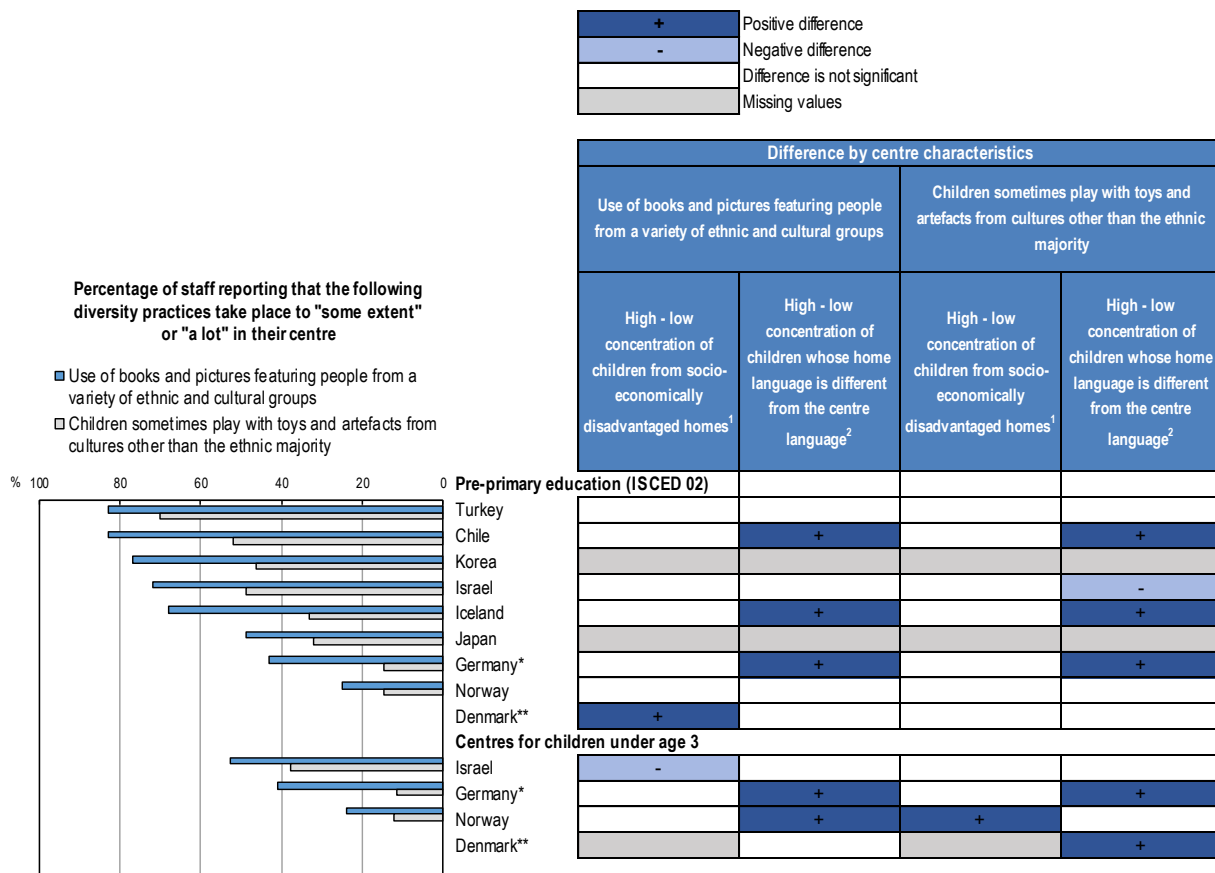 + Positive difference
- Negative difference
Difference is not significant
Missing values
Difference by centre characteristics
Use of books and pictures featuring people
from a variety of ethnic and cultural groups
Children sometimes play with toys and
artefacts from cultures other than the ethnic
majority
High - low
concentration of
children from socio-
economically
disadvantaged homes1
High - low
concentration of
children whose home
language is different
from the centre
language2
High - low
concentration of
children from socio-
economically
disadvantaged homes1
High - low
concentration of
children whose home
language is different
from the centre
language2
Percentage of staff reporting that the following
diversity practices take place to "some extent"
or "a lot" in their centre
Use of books and pictures featuring people from a
variety of ethnic and cultural groups
Children sometimes play with toys and artefacts from
cultures other than the ethnic majority
% 100 80 60 40 20 0 Pre-primary education (ISCED 02)
Turkey
Chile + +
Korea
Israel -
Iceland + +
Japan
Germany* + +
Norway
Denmark** +
Centres for children under age 3
Israel -
Germany* + +
Norway + +
Denmark** +